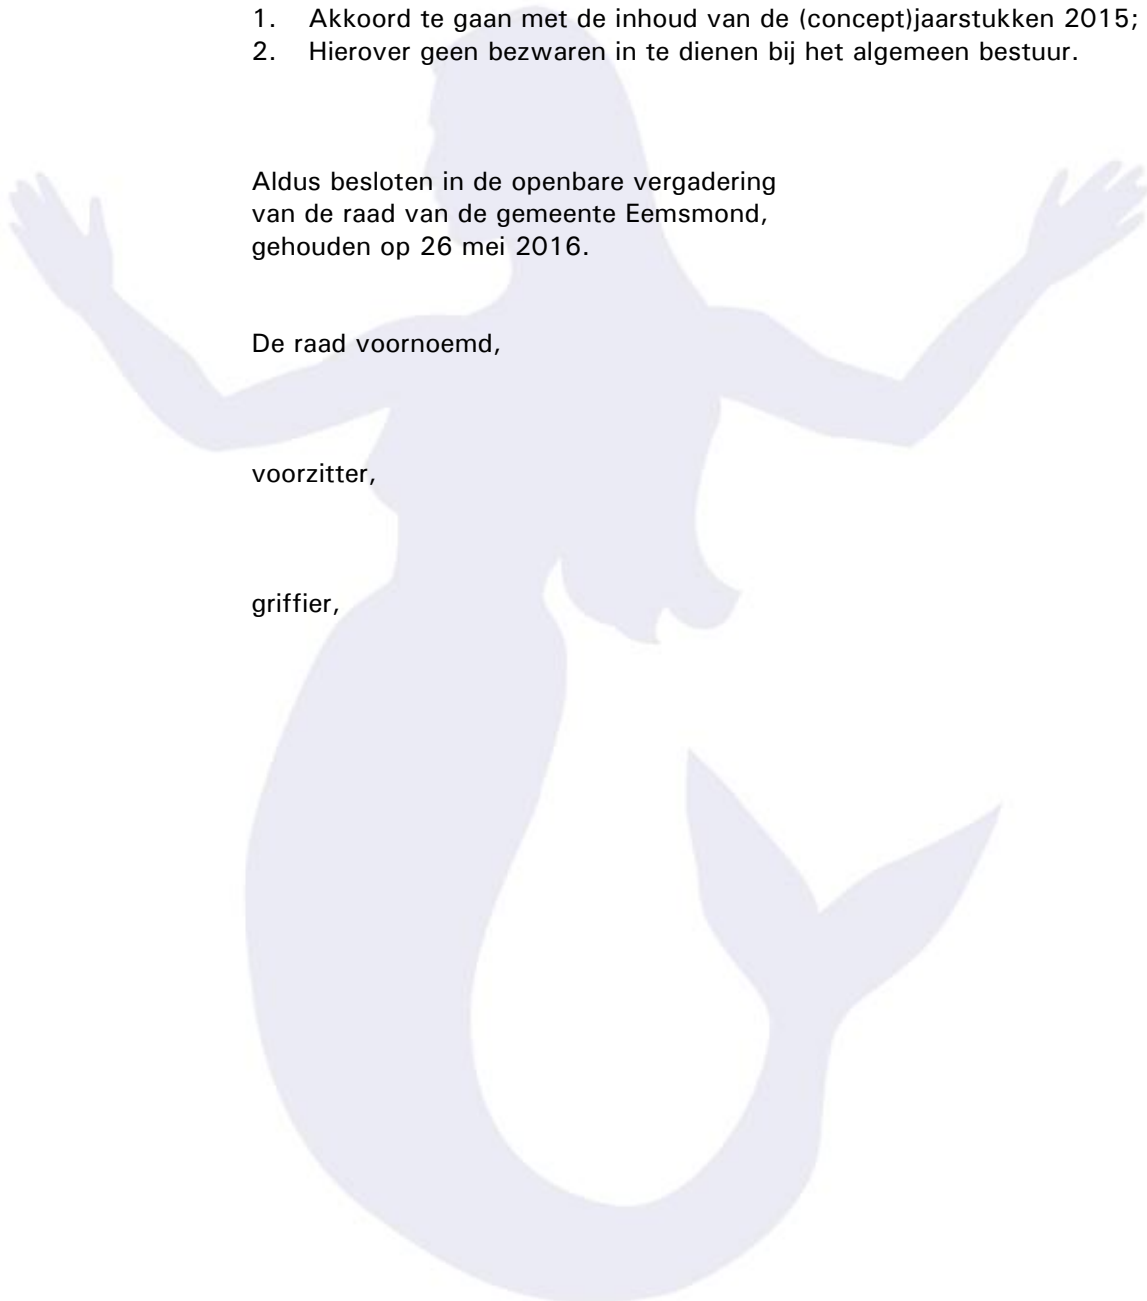 1. Akkoord te gaan met de inhoud van de (concept)jaarstukken 2015;
2. Hierover geen bezwaren in te dienen bij het algemeen bestuur.
Aldus besloten in de openbare vergadering
van de raad van de gemeente Eemsmond,
gehouden op 26 mei 2016.
De raad voornoemd,
voorzitter,
griffier,